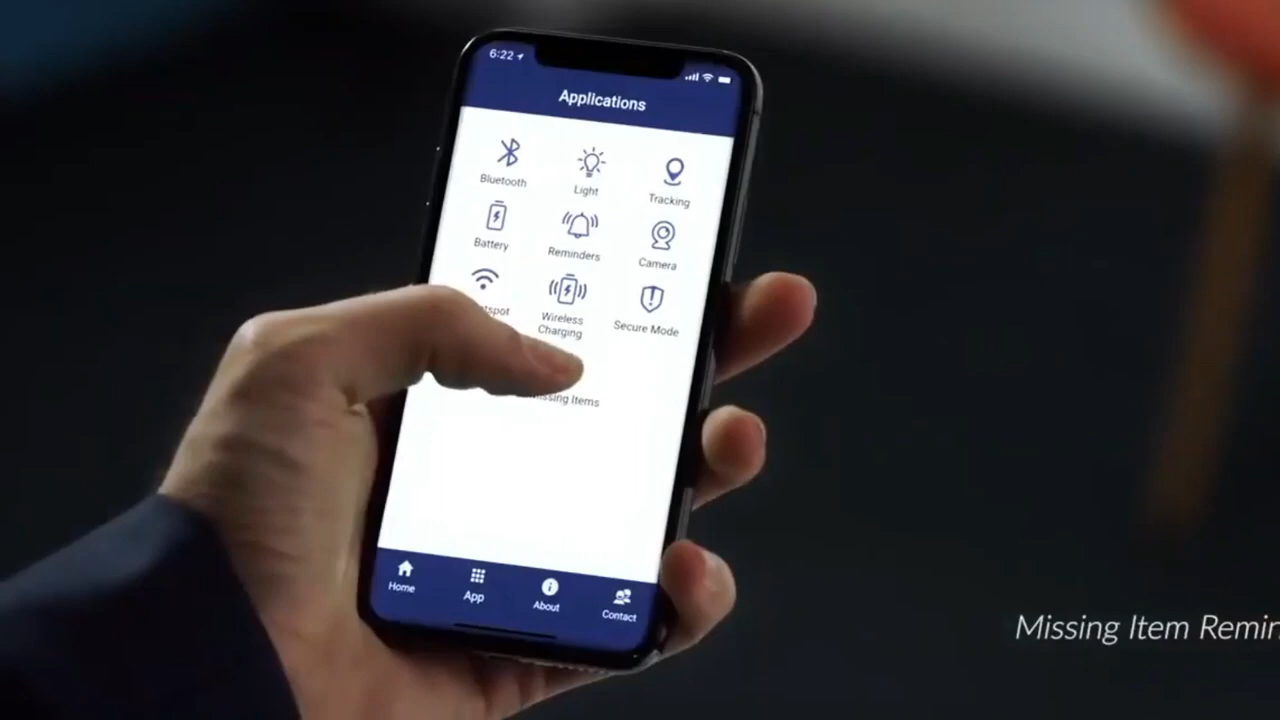 6:22
Applications
Bluetooth
Light
Tracking
Battery
Reminders
Camera
Wireless
Charging
Secure Mode
Items
Home
App
About
Contact
Missing Item